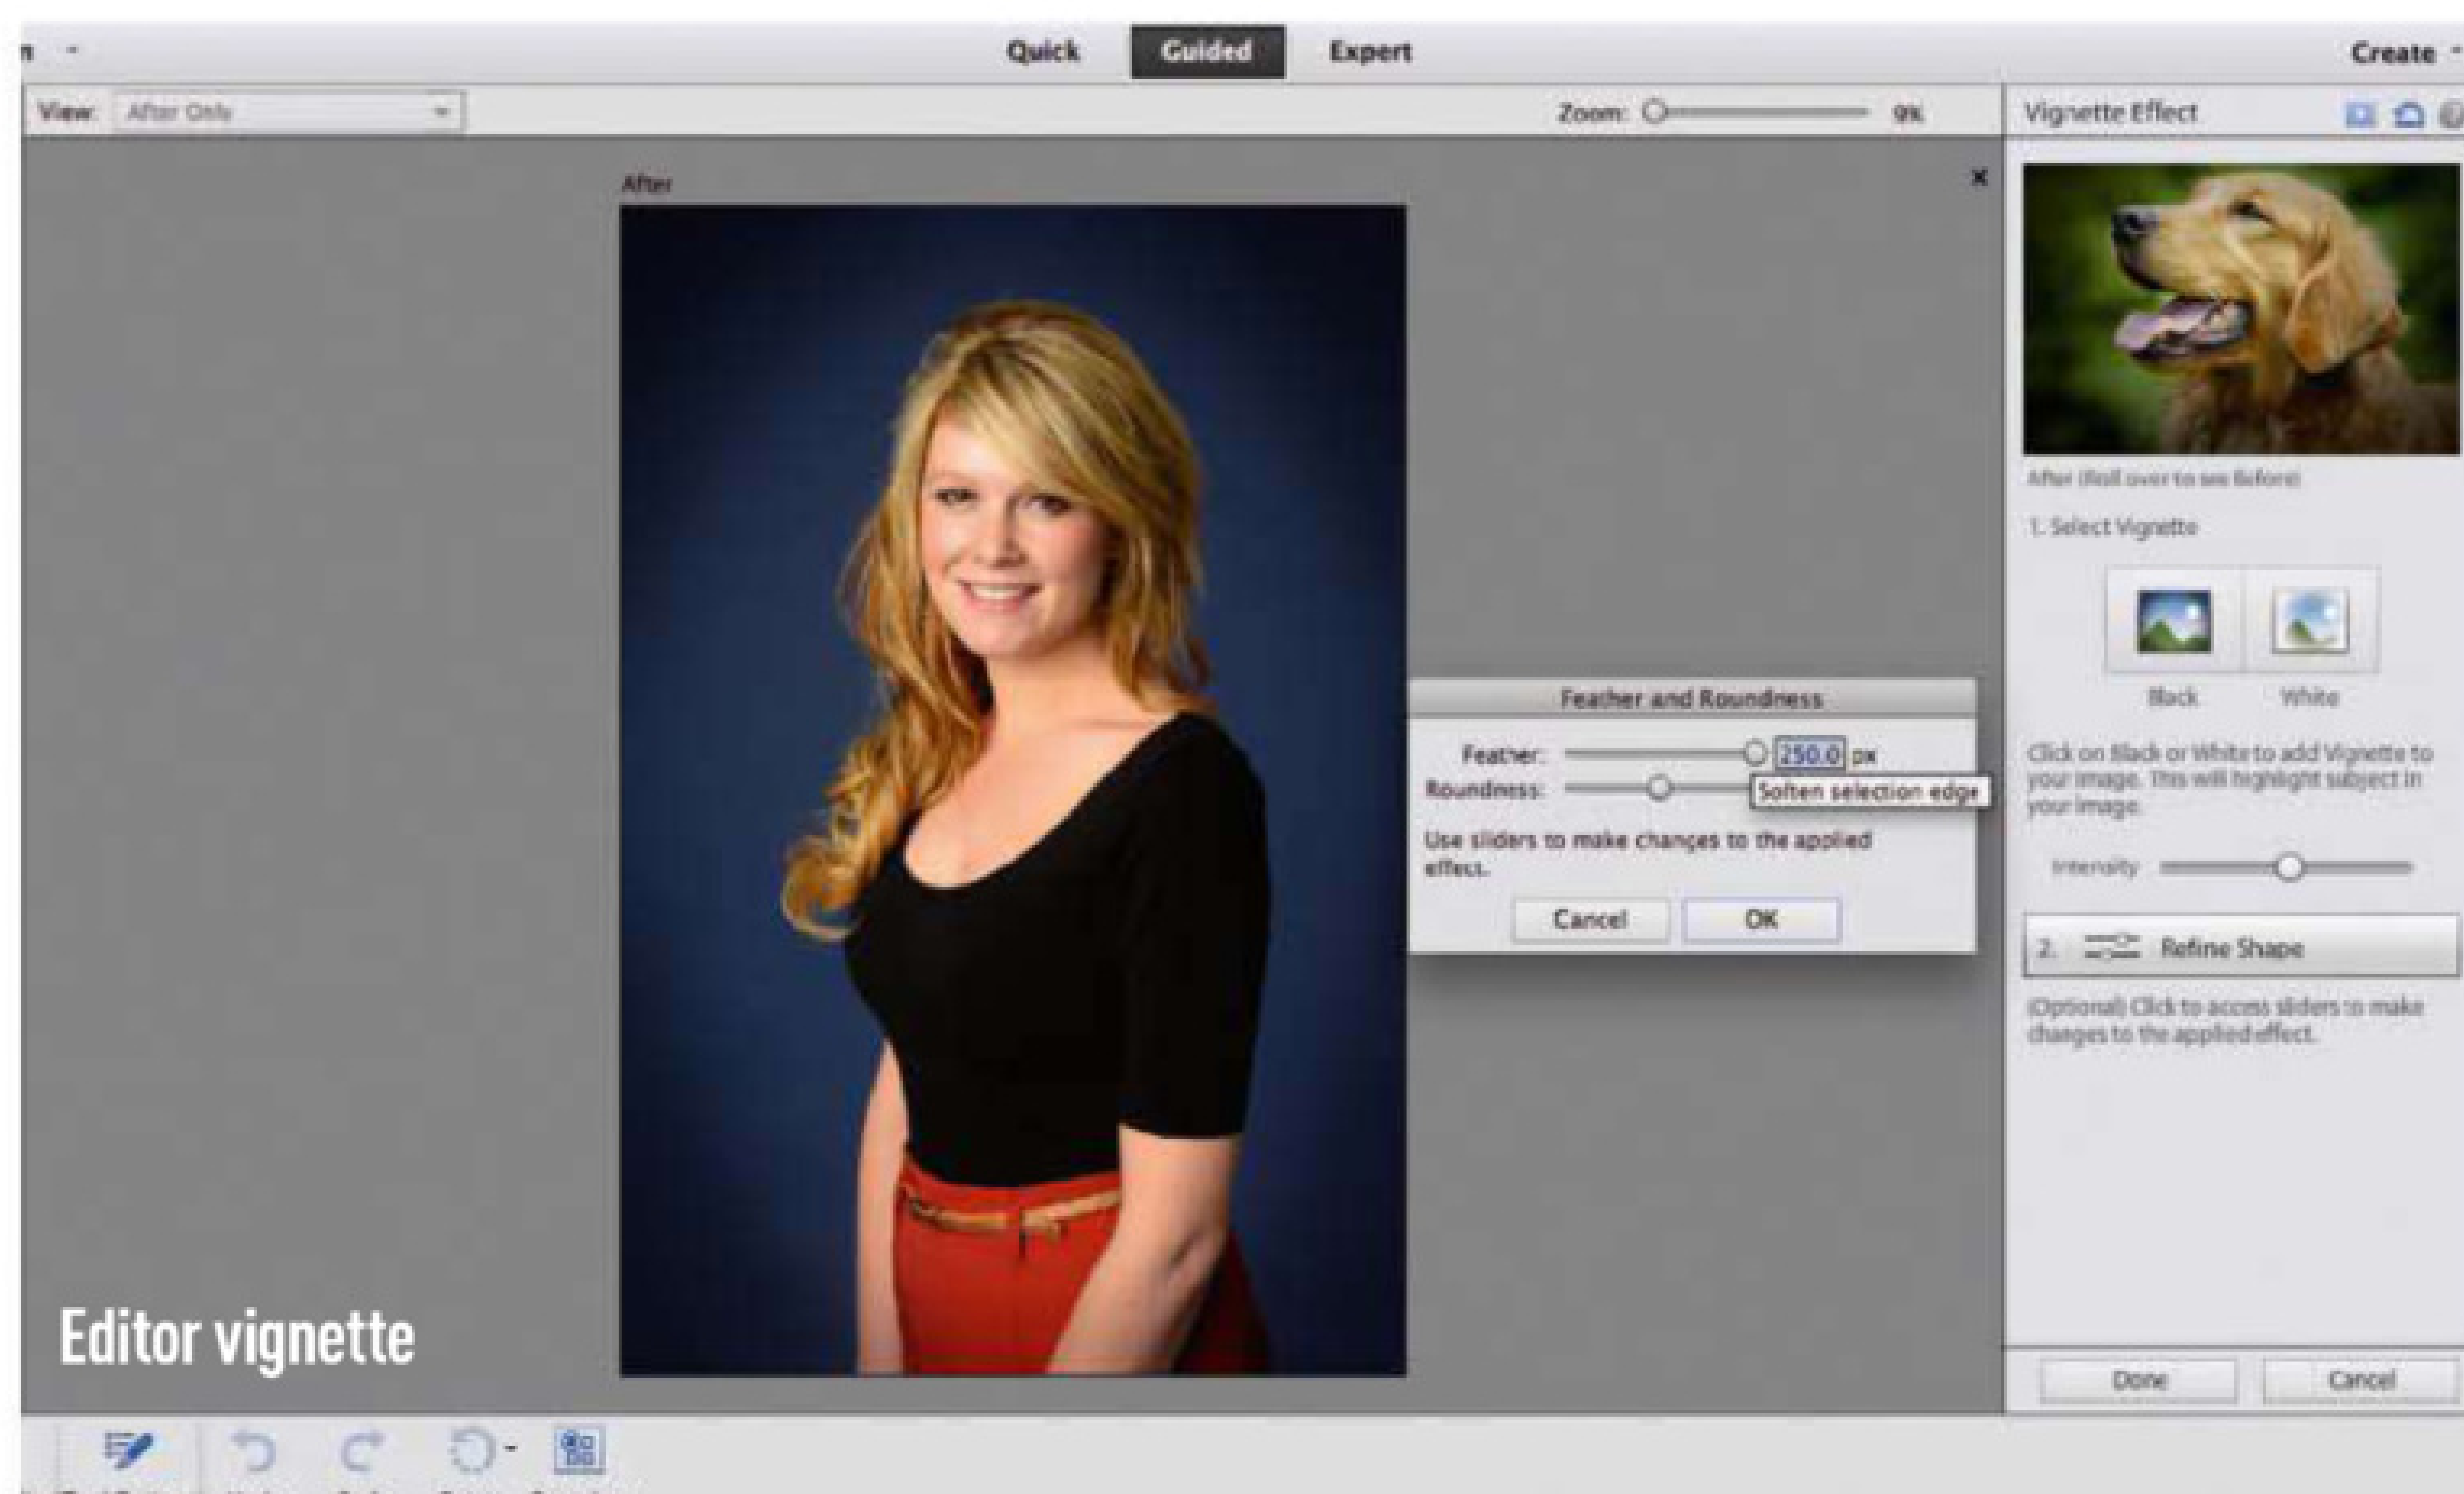 Quick Guided Expert Create
View: After Only Zoom: 9% Vignette Effect
After x
After (Roll over to see Before)
1. Select Vignette
Black White
Click on Black or White to add Vignette to
your image. This will highlight subject in
your image.
Intensity
2. Refine Shape
(Optional) Click to access sliders to make
changes to the applied effect.
Feather and Roundness
Feather: 250.0 px
Roundness:
Soften selection edge
Use sliders to make changes to the applied
effect.
Cancel OK
Editor vignette
Done Cancel